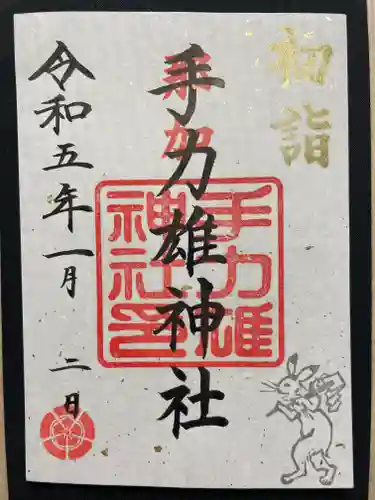 初詣
手力雄神社
手力雄
神社印
令和五年一月二日